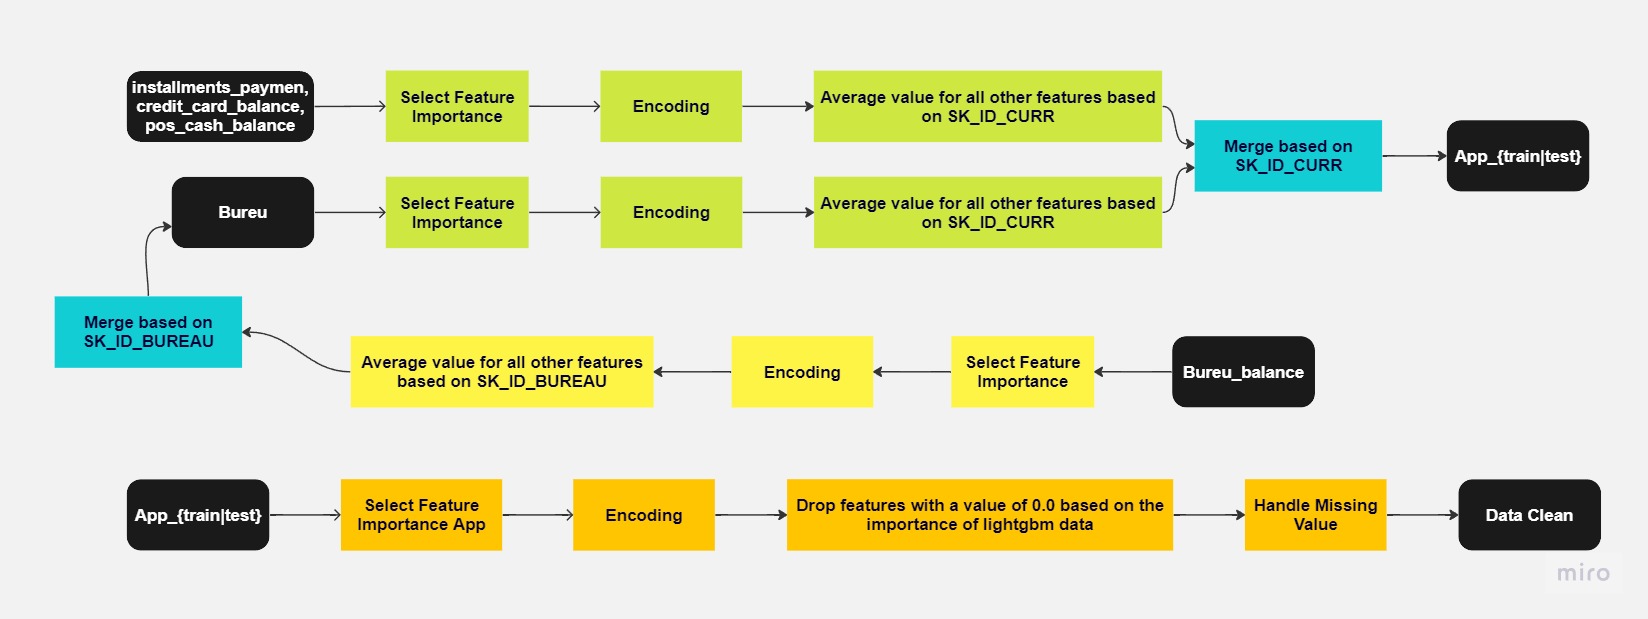 installments_paymen,
credit_card_balance,
pos_cash_balance
Select Feature
Importance
Encoding
Average value for all other features based
on SK_ID_CURR
Merge based on
SK_ID_CURR
App_{train|test}
Bureu
Select Feature
Importance
Encoding
Average value for all other features based
on SK_ID_CURR
Merge based on
SK_ID_BUREAU
Average value for all other features
based on SK_ID_BUREAU
Encoding
Select Feature
Importance
Bureu_balance
App_{train|test}
Select Feature
Importance App
Encoding
Drop features with a value of 0.0 based on the
importance of lightgbm data
Handle Missing
Value
Data Clean
miro